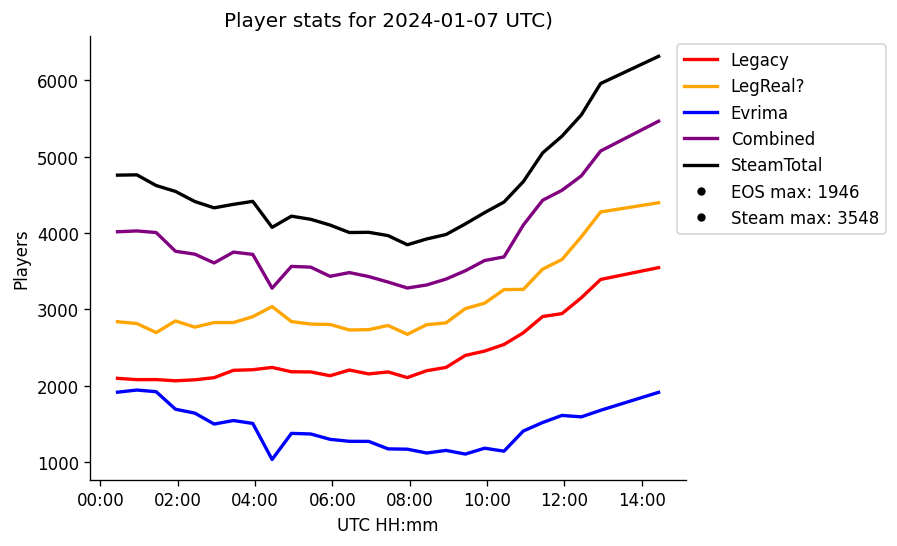 Player stats for 2024-01-07 UTC)
Legacy
LegReal?
Evrima
Combined
SteamTotal
EOS max: 1946
Steam max: 3548
Players
6000
5000
4000
3000
2000
1000
00:00 02:00 04:00 06:00 08:00 10:00 12:00 14:00
UTC HH:mm